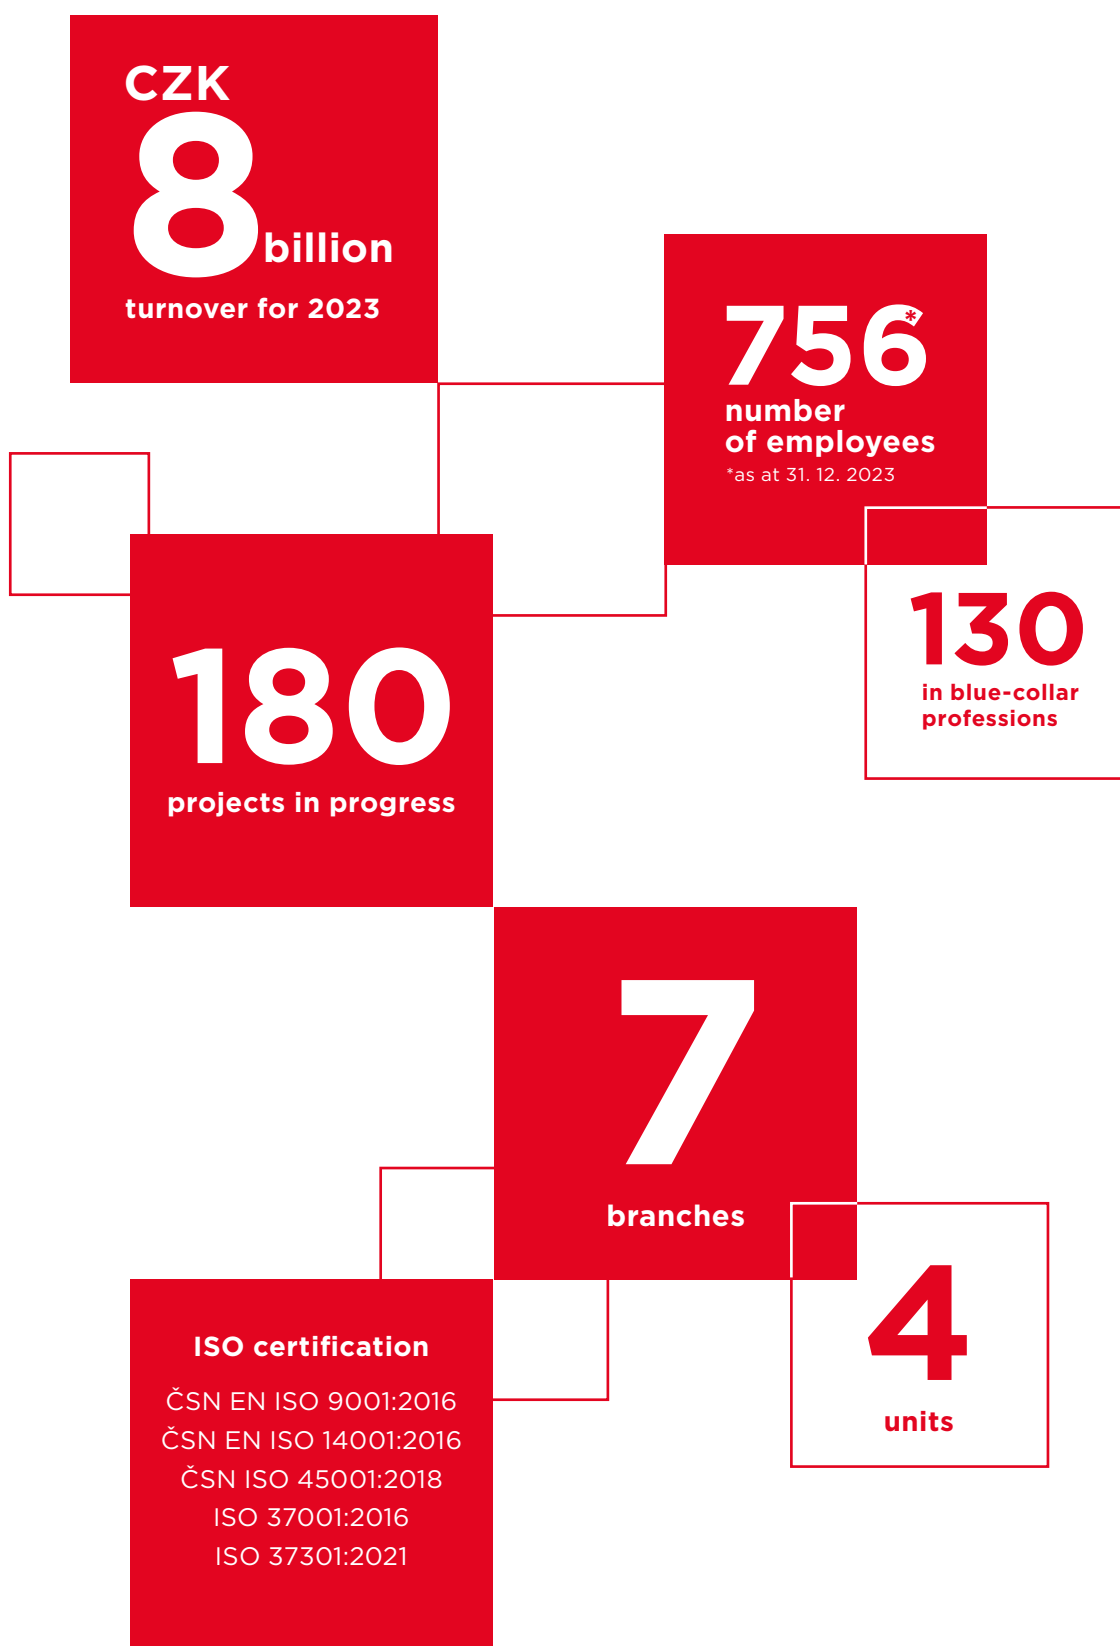 CZK
8 billion
turnover for 2023
756*
number
of employees
*as at 31. 12. 2023
130
in blue-collar
professions
180
projects in progress
7
branches
4
units
ISO certification
ČSN EN ISO 9001:2016
ČSN EN ISO 14001:2016
ČSN ISO 45001:2018
ISO 37001:2016
ISO 37301:2021